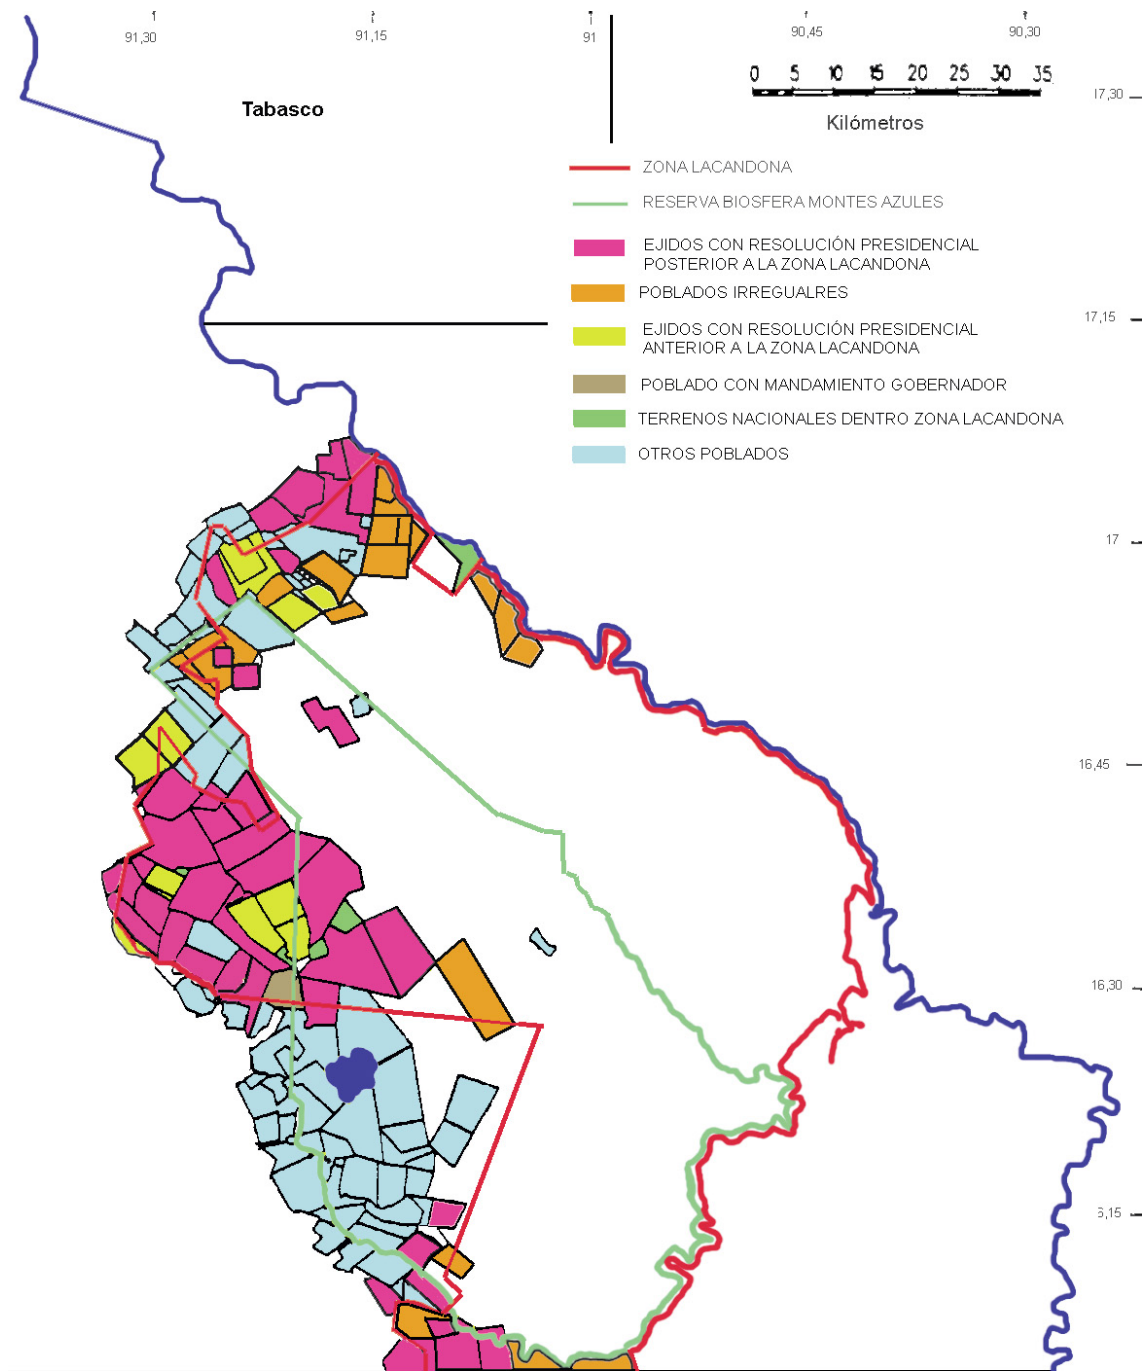 91,30
91,15
91
90,45
90,30
0 5 10 15 20 25 30 35
17,30
Tabasco
Kilómetros
ZONA LACANDONA
RESERVA BIOSFERA MONTES AZULES
EJIDOS CON RESOLUCIÓN PRESIDENCIAL
POSTERIOR A LA ZONA LACANDONA
POBLADOS IRREGUALRES
17,15
EJIDOS CON RESOLUCIÓN PRESIDENCIAL
ANTERIOR A LA ZONA LACANDONA
POBLADO CON MANDAMIENTO GOBERNADOR
TERRENOS NACIONALES DENTRO ZONA LACANDONA
OTROS POBLADOS
17
16,45
16,30
6,15